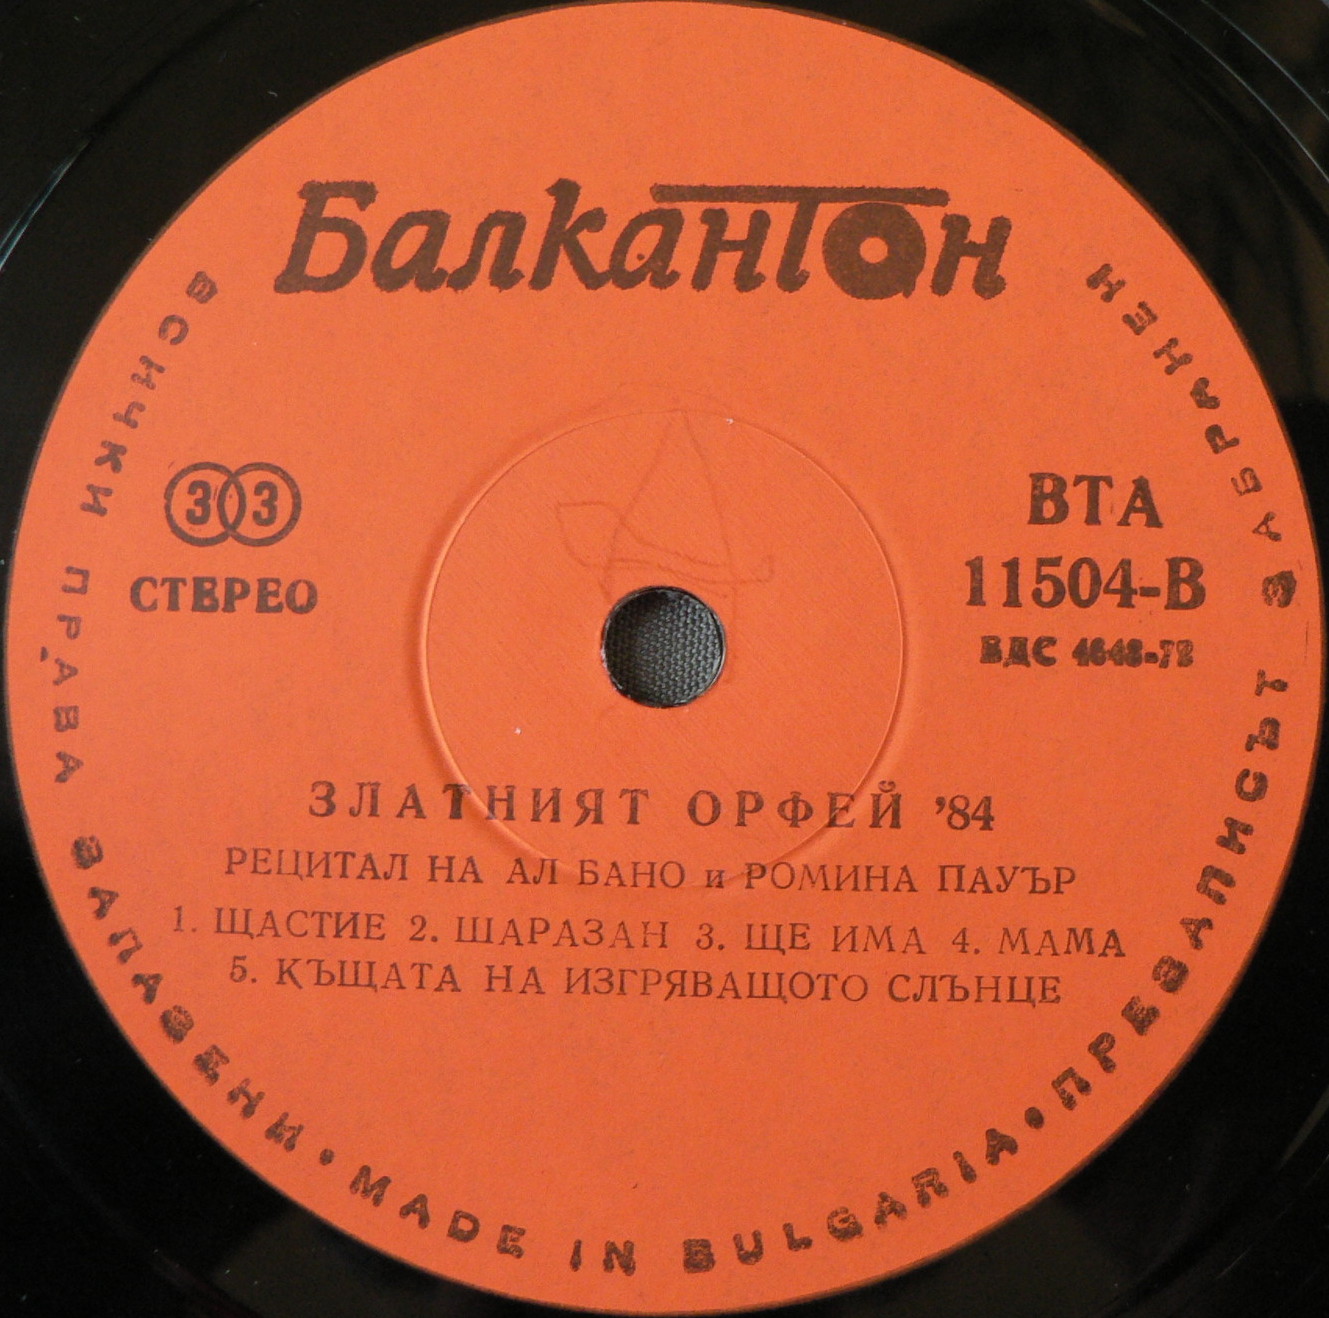 Балкантон
33
СТЕРЕО
ВТА
11504-В
ЗЛАТНИЯТ ОРФЕЙ '84
РЕЦИТАЛ НА АЛ БАНО и РОМИНА ПАУЪР
1. ЩАСТИЕ 2. ШАРАЗАН 3. ЩЕ ИМА 4. МАМА
5. КЪЩАТА НА ИЗГРЯВАЩОТО СЛЪНЦЕ
ВСИЧКИ ПРАВА ЗАПАЗЕНИ • MADE IN BULGARIA • ПРЕЗАПИСЪТ ЗАБРАНЕН